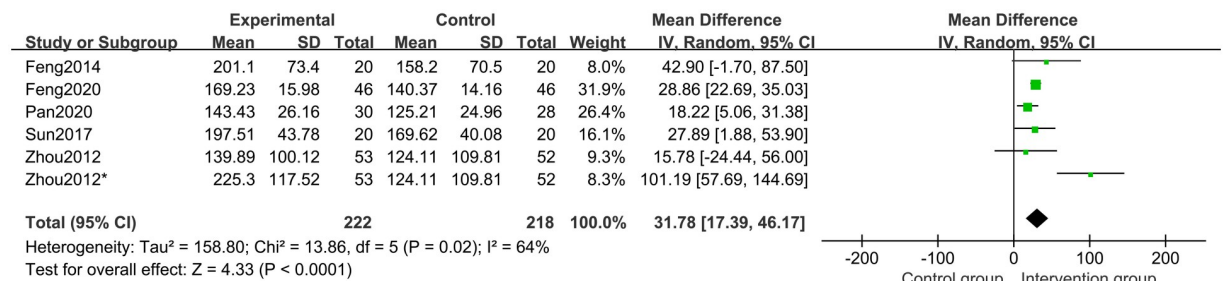 Experimental Control Mean Difference Mean Difference
Study or Subgroup Mean SD Total Mean SD Total Weight IV, Random, 95% CI IV, Random, 95% CI
Feng2014 201.1 73.4 20 158.2 70.5 20 8.0% 42.90 [-1.70, 87.50]
Feng2020 169.23 15.98 46 140.37 14.16 46 31.9% 28.86 [22.69, 35.03]
Pan2020 143.43 26.16 30 125.21 24.96 28 26.4% 18.22 [5.06, 31.38]
Sun2017 197.51 43.78 20 169.62 40.08 20 16.1% 27.89 [1.88, 53.90]
Zhou2012 139.89 100.12 53 124.11 109.81 52 9.3% 15.78 [-24.44, 56.00]
Zhou2012* 225.3 117.52 53 124.11 109.81 52 8.3% 101.19 [57.69, 144.69]
Total (95% CI) 222 218 100.0% 31.78 [17.39, 46.17]
Heterogeneity: Tau² = 158.80; Chi² = 13.86, df = 5 (P = 0.02); I² = 64%
Test for overall effect: Z = 4.33 (P < 0.0001)
-200 -100 0 100 200
Control group Intervention group